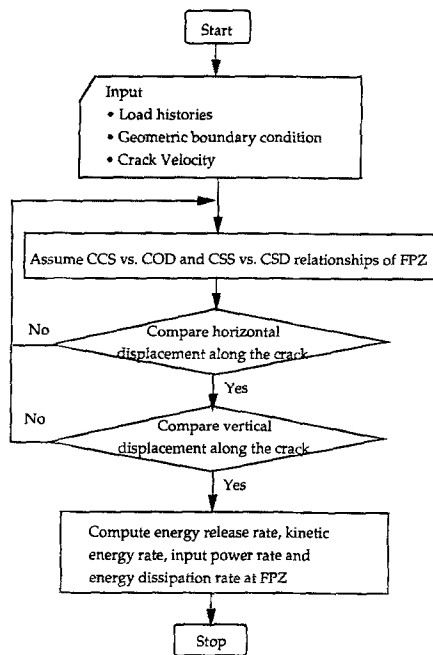 Start
Input
• Load histories
• Geometric boundary condition
• Crack Velocity
Assume CCS vs. COD and CSS vs. CSD relationships of FPZ
No
Compare horizontal
displacement along the crack
Yes
No
Compare vertical
displacement along the crack
Yes
Compute energy release rate, kinetic
energy rate, input power rate and
energy dissipation rate at FPZ
Stop